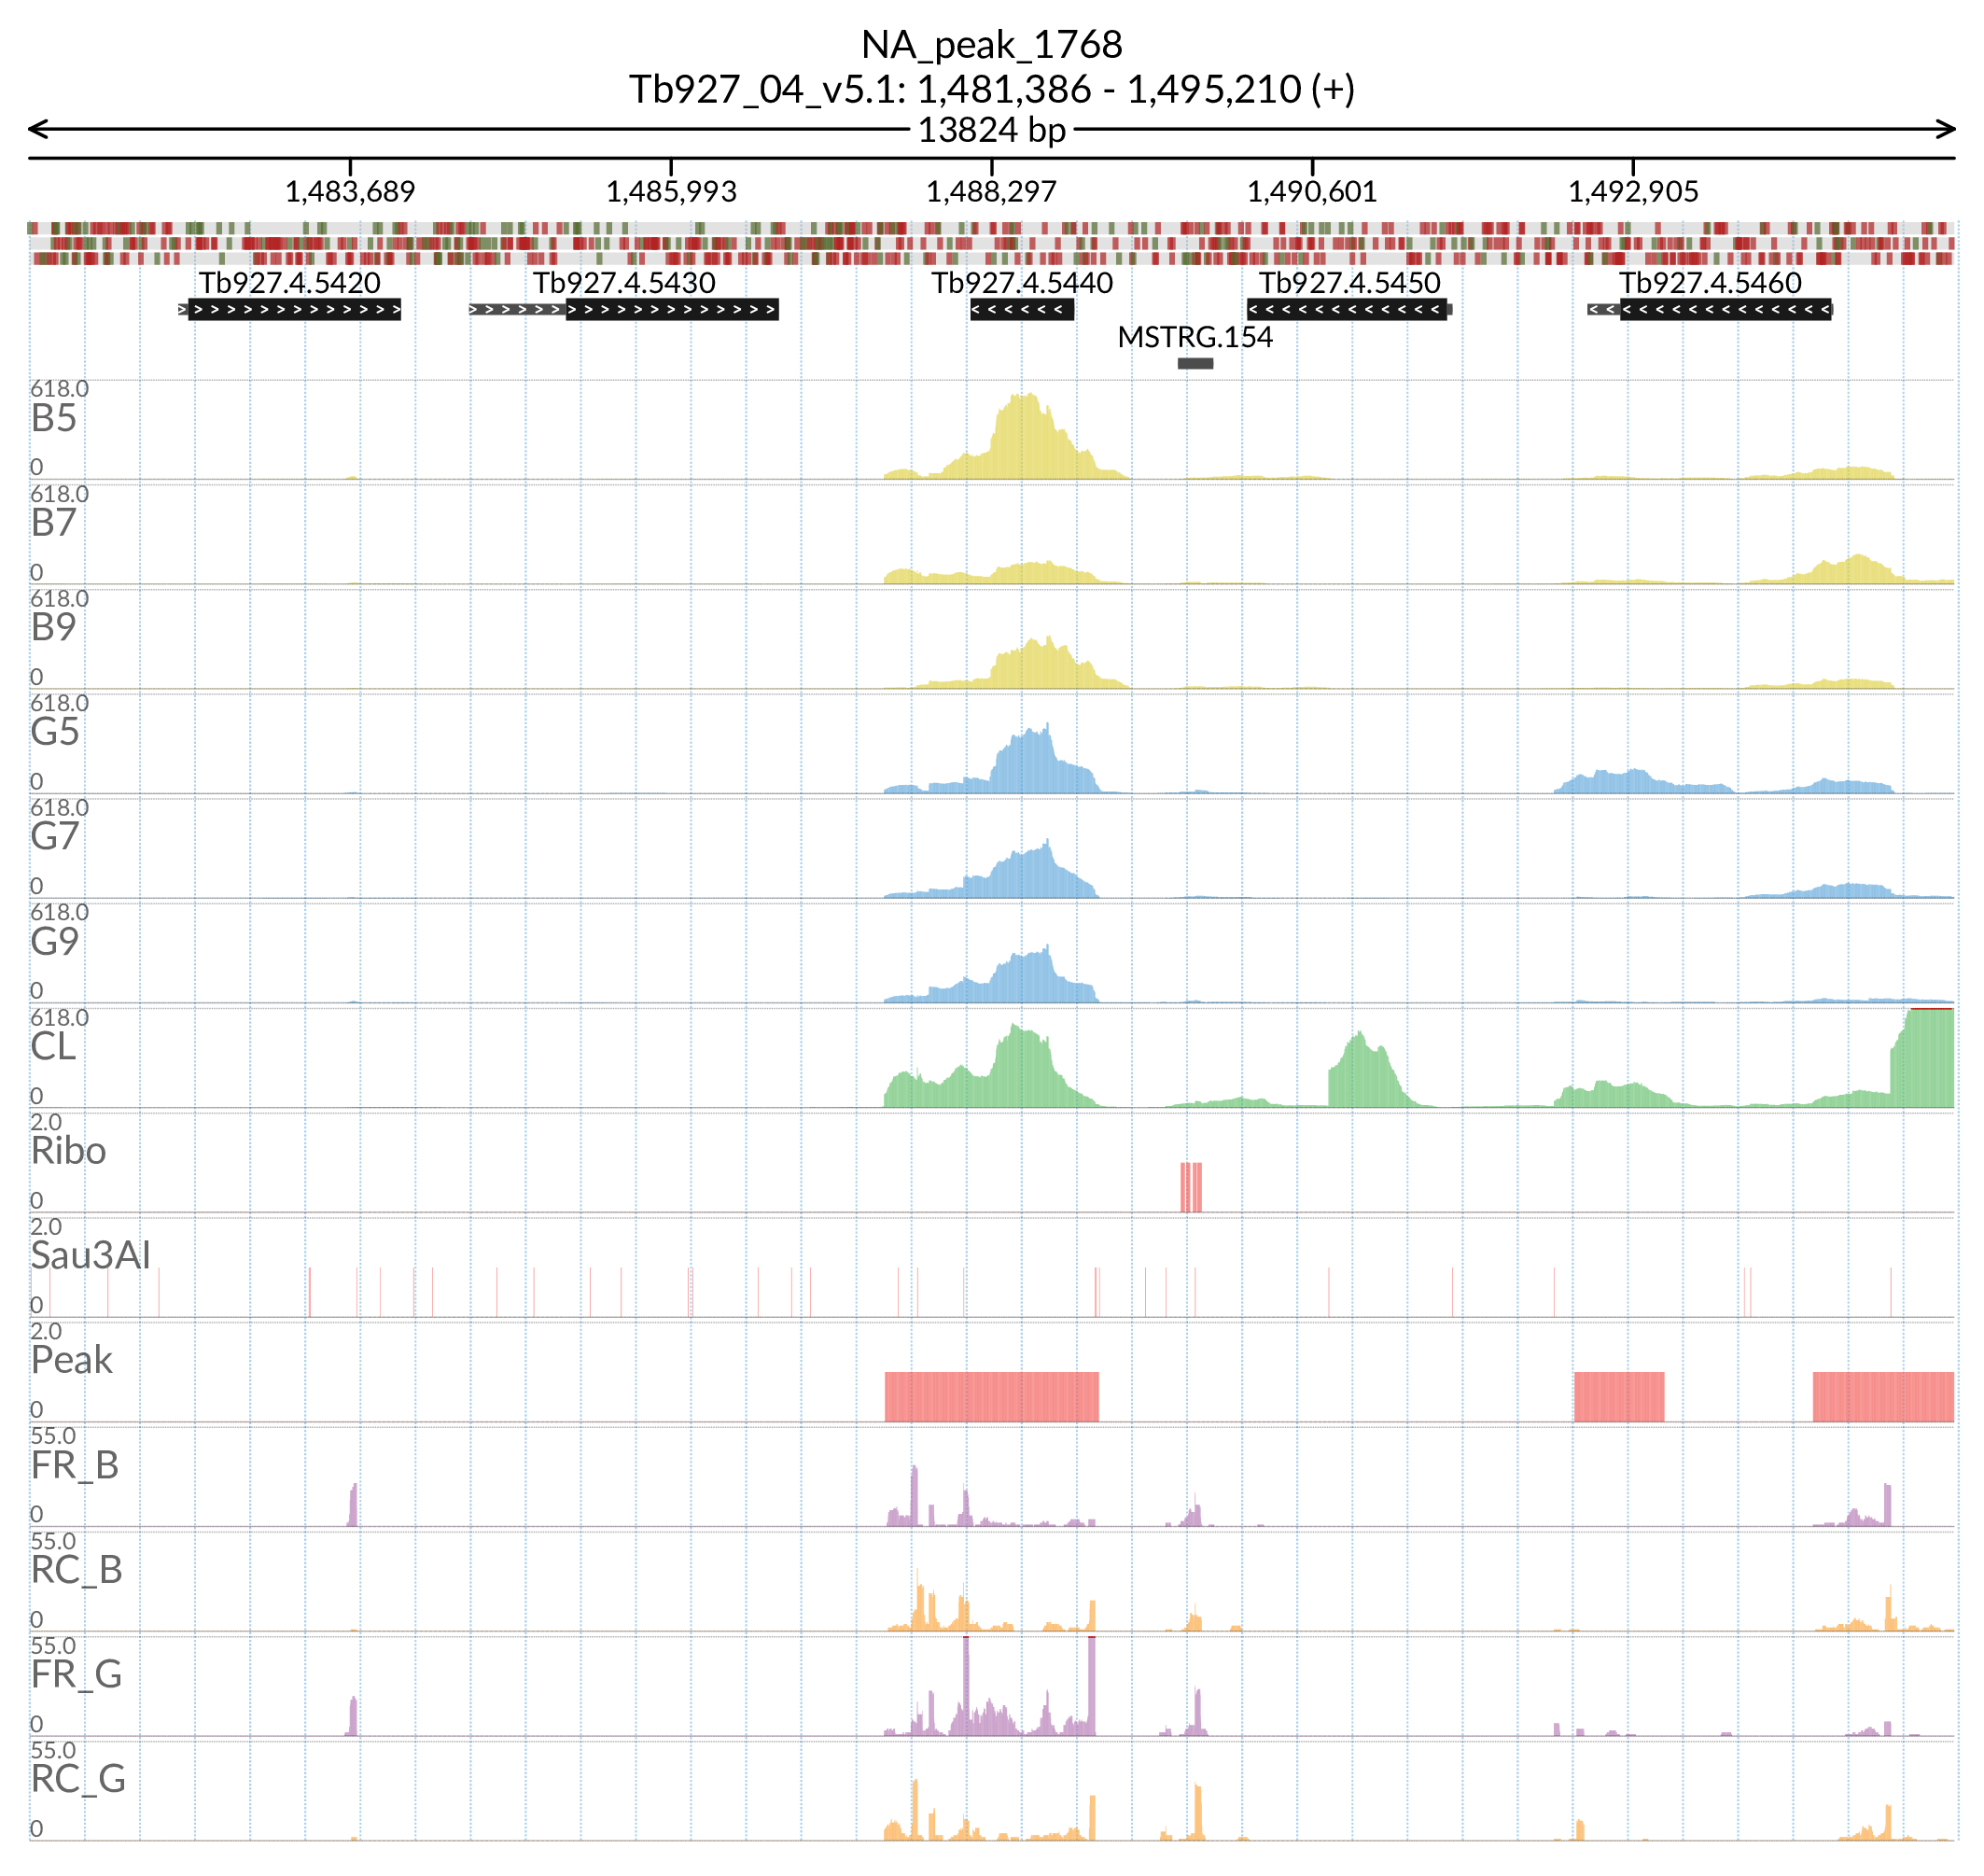 NA_peak_1768
Tb927_04_v5.1: 1,481,386 - 1,495,210 (+)
13824 bp
1,483,689 1,485,993 1,488,297 1,490,601 1,492,905
Tb927.4.5420 Tb927.4.5430 Tb927.4.5440 Tb927.4.5450 Tb927.4.5460
MSTRG.154
618.0
B5
0
618.0
B7
0
618.0
B9
0
618.0
G5
0
618.0
G7
0
618.0
G9
0
618.0
CL
0
2.0
Ribo
0
2.0
Sau3AI
0
2.0
Peak
0
55.0
FR_B
0
55.0
RC_B
0
55.0
FR_G
0
55.0
RC_G
0